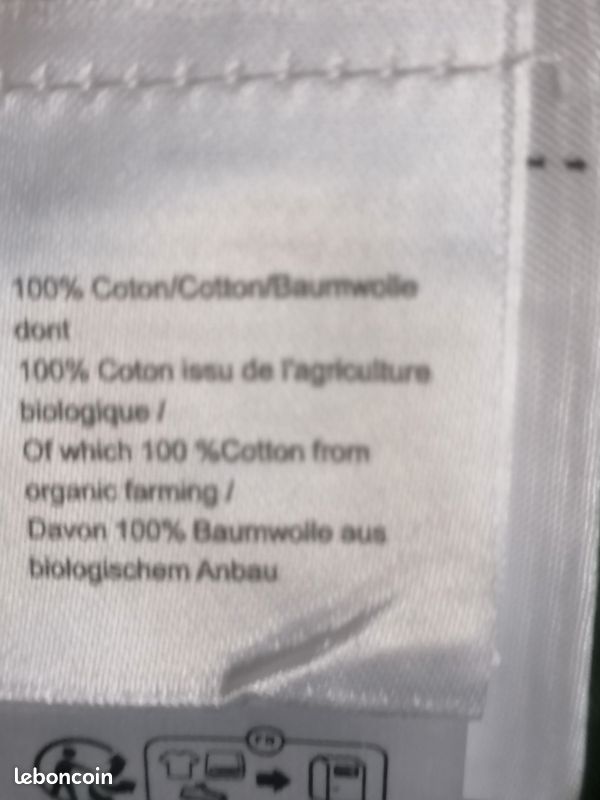 100% Coton/Cotton/Baumwolle
dont
100% Coton issu de l'agriculture
biologique /
Of which 100 %Cotton from
organic farming /
Davon 100% Baumwolle aus
biologischem Anbau
FR
leboncoin